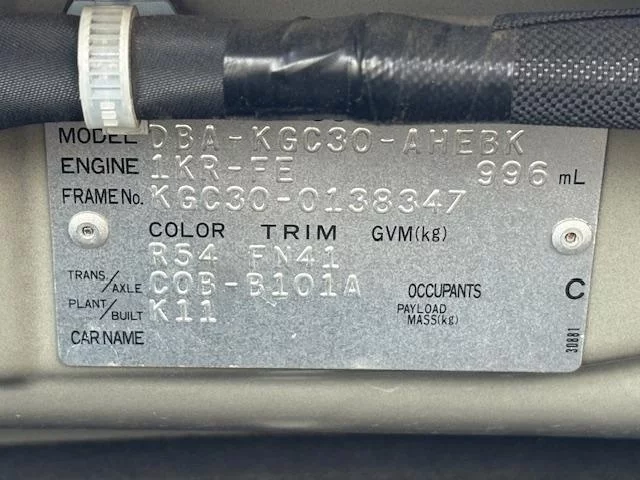 MODEL DBA-KGC30-AHEBK
ENGINE 1KR-FE 996 mL
FRAME No. KGC30-0138347
COLOR TRIM GVM(kg)
R54 FN41
TRANS/AXLE C0B-B101A OCCUPANTS C
PLANT/BUILT K11 PAYLOAD MASS(kg)
CAR NAME
30881